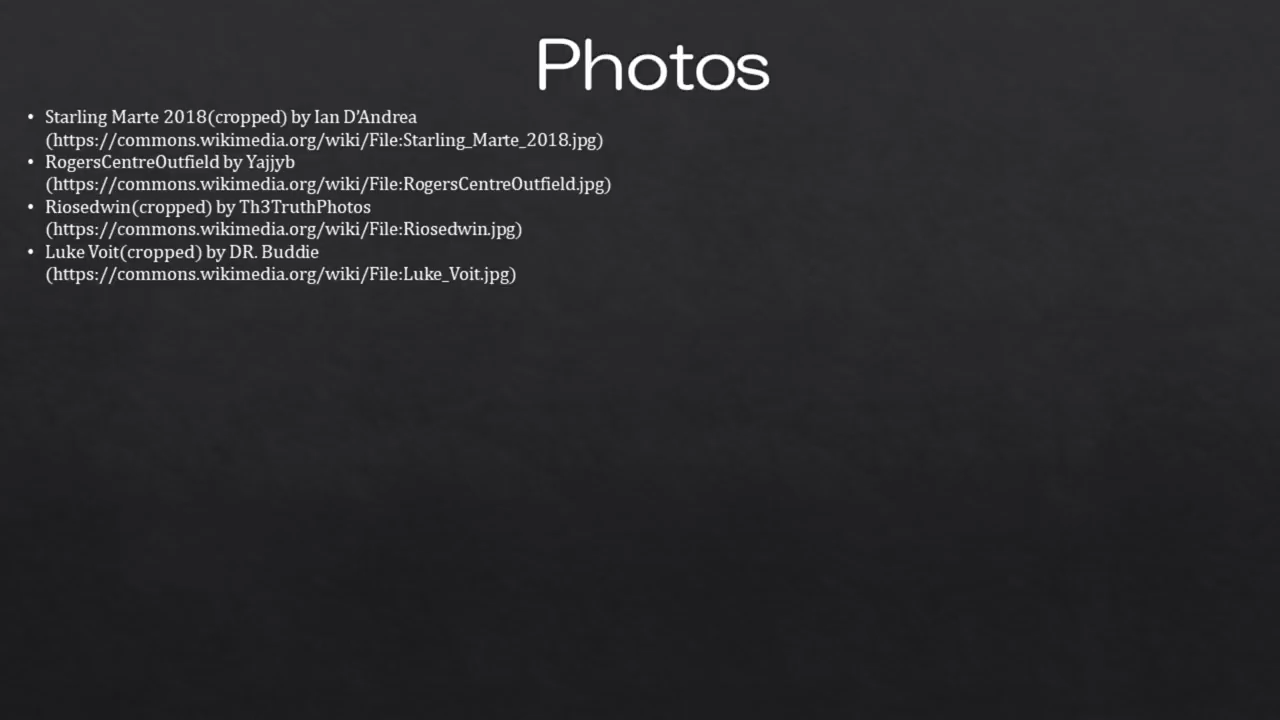 Photos
• Starling Marte 2018(cropped) by Ian D’Andrea
(https://commons.wikimedia.org/wiki/File:Starling_Marte_2018.jpg)
• RogersCentreOutfield by Yajjyb
(https://commons.wikimedia.org/wiki/File:RogersCentreOutfield.jpg)
• Riosedwin(cropped) by Th3TruthPhotos
(https://commons.wikimedia.org/wiki/File:Riosedwin.jpg)
• Luke Voit(cropped) by DR. Buddie
(https://commons.wikimedia.org/wiki/File:Luke_Voit.jpg)